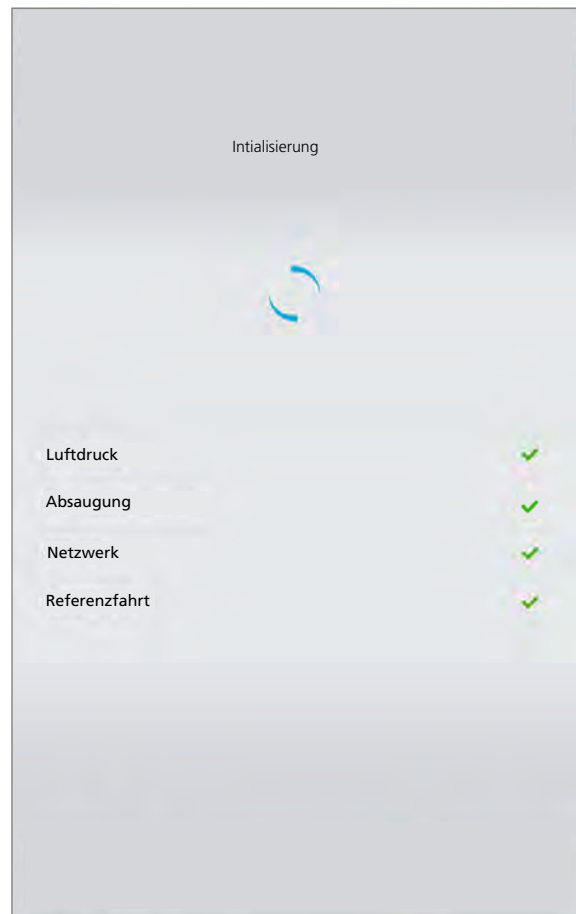 Intialisierung
Luftdruck
Absaugung
Netzwerk
Referenzfahrt